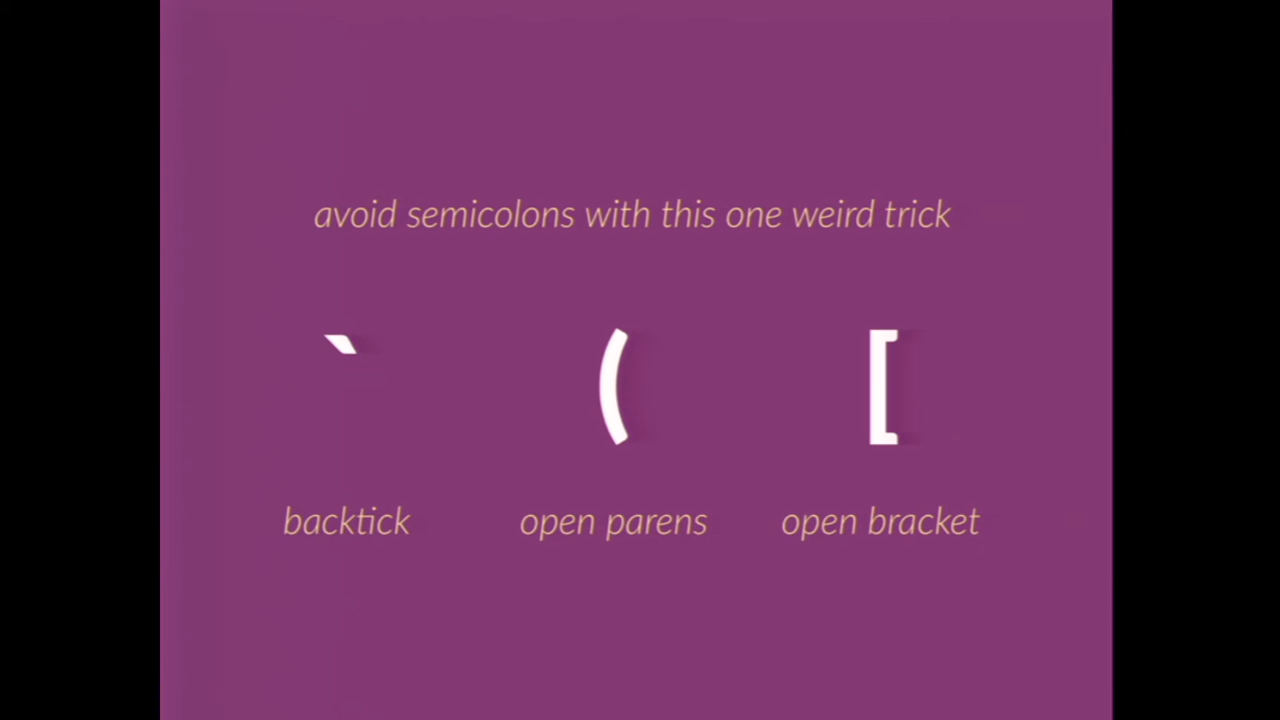 avoid semicolons with this one weird trick
` ( [
backtick open parens open bracket